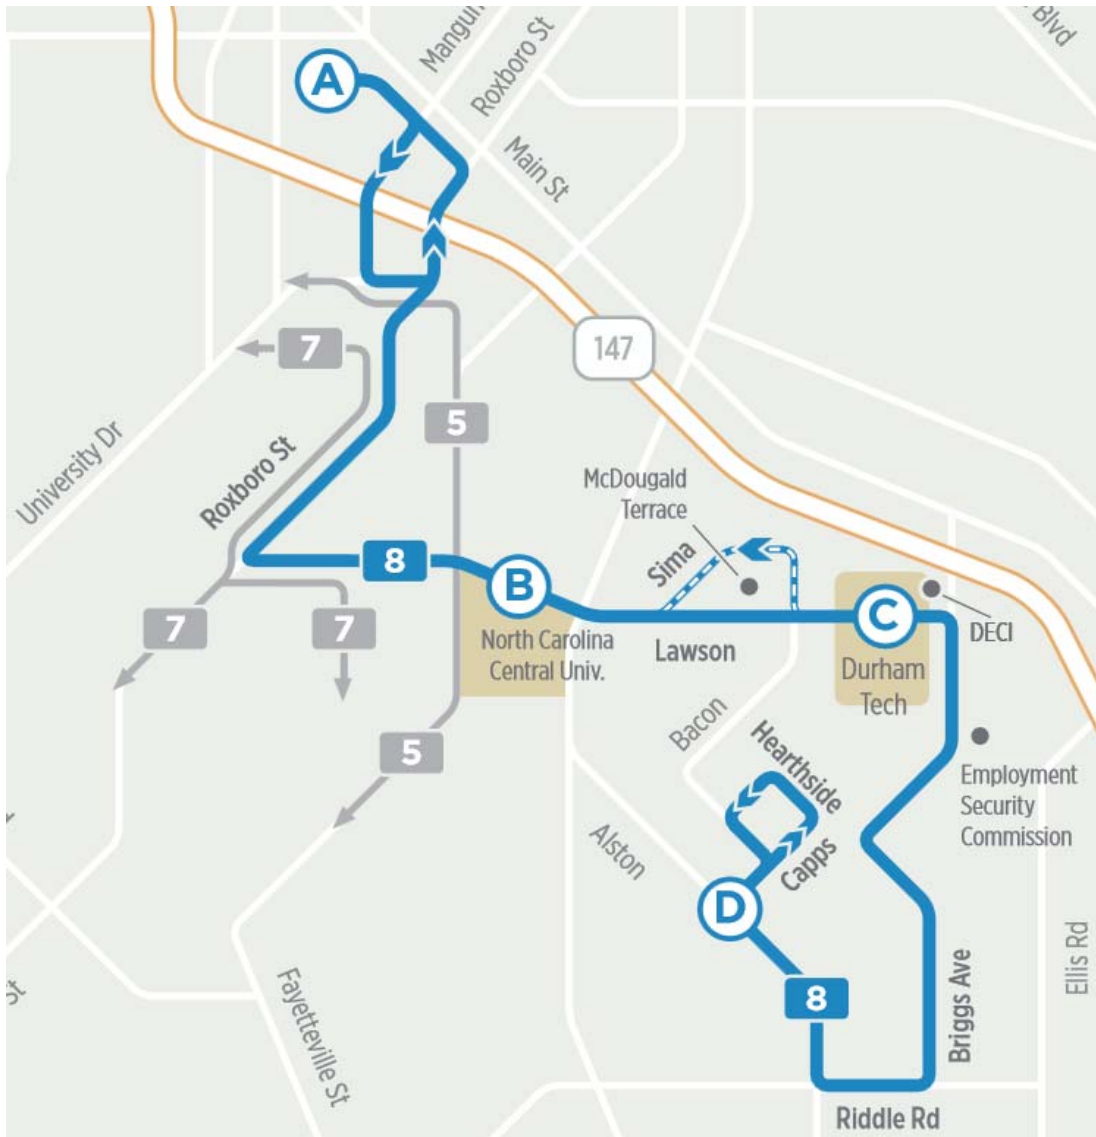 Blvd
Mangum
Roxboro St
A
Main St
147
7
5
University Dr
Roxboro St
McDougald
Terrace
Sima
8
B
C
DECI
7
7
North Carolina
Central Univ.
Lawson
Durham
Tech
Bacon
Hearthside
5
Employment
Security
Commission
Alston
Capps
D
Ellis Rd
St
8
Fayetteville St
Briggs Ave
Riddle Rd